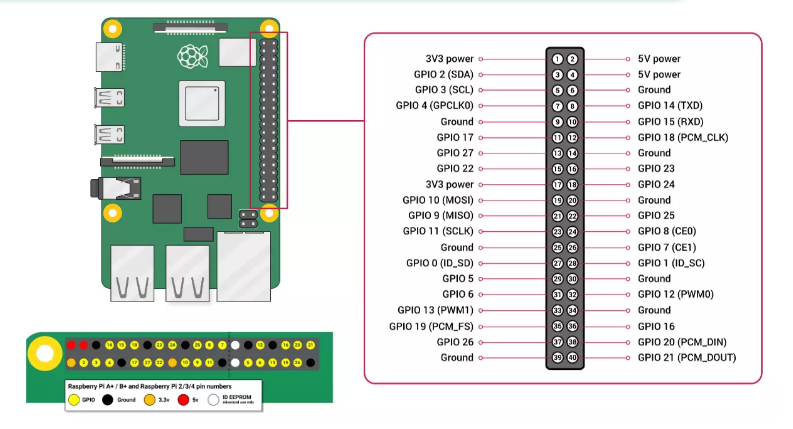 3V3 power 1 2 5V power
GPIO 2 (SDA) 3 4 5V power
GPIO 3 (SCL) 5 6 Ground
GPIO 4 (GPCLK0) 7 8 GPIO 14 (TXD)
Ground 9 10 GPIO 15 (RXD)
GPIO 17 11 12 GPIO 18 (PCM_CLK)
GPIO 27 13 14 Ground
GPIO 22 15 16 GPIO 23
3V3 power 17 18 GPIO 24
GPIO 10 (MOSI) 19 20 Ground
GPIO 9 (MISO) 21 22 GPIO 25
GPIO 11 (SCLK) 23 24 GPIO 8 (CE0)
Ground 25 26 GPIO 7 (CE1)
GPIO 0 (ID_SD) 27 28 GPIO 1 (ID_SC)
GPIO 5 29 30 Ground
GPIO 6 31 32 GPIO 12 (PWM0)
GPIO 13 (PWM1) 33 34 Ground
GPIO 19 (PCM_FS) 35 36 GPIO 16
GPIO 26 37 38 GPIO 20 (PCM_DIN)
Ground 39 40 GPIO 21 (PCM_DOUT)
Raspberry Pi A+ / B+ and Raspberry Pi 2/3/4 pin numbers
GPIO Ground 3.3v 5v ID EEPROM
Advanced use only